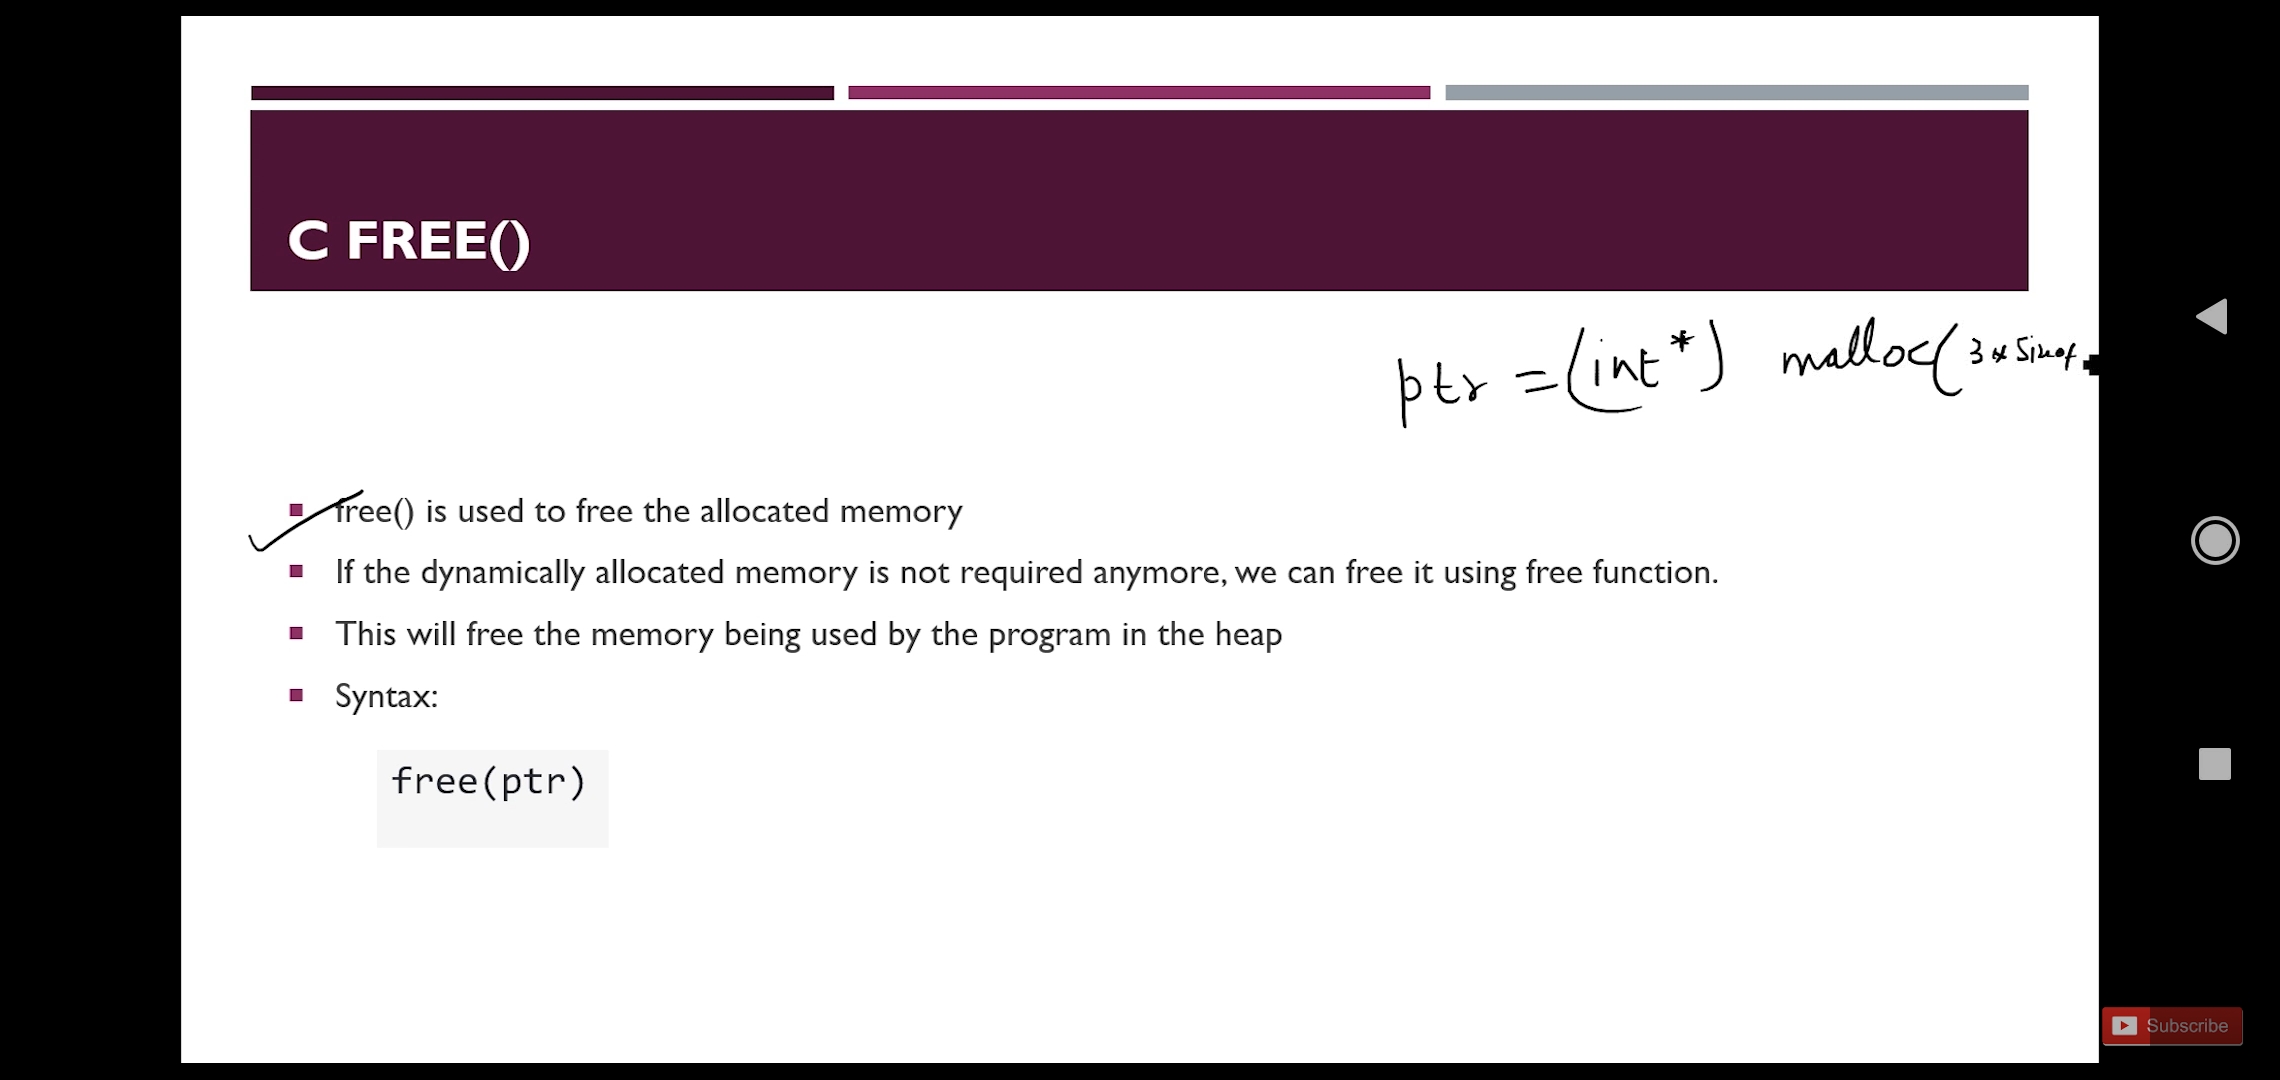 C FREE()
ptr = (int *) malloc( 3 * sizeof
free() is used to free the allocated memory
If the dynamically allocated memory is not required anymore, we can free it using free function.
This will free the memory being used by the program in the heap
Syntax:
free(ptr)
Subscribe